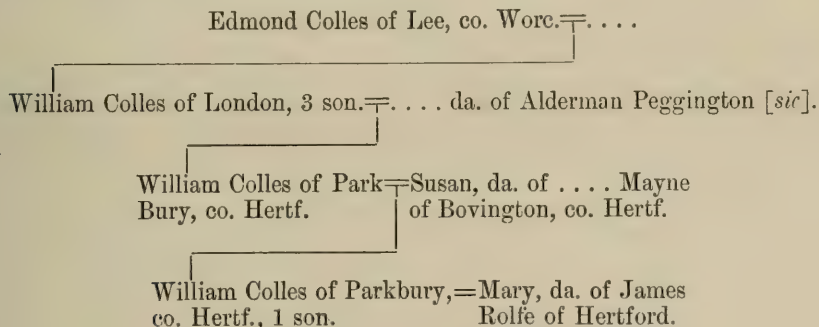 Edmond Colles of Lee, co. Worc.=. . . .
William Colles of London, 3 son.=. . . . da. of Alderman Peggington [sic].
William Colles of Park=Susan, da. of . . . . Mayne
Bury, co. Hertf. of Bovington, co. Hertf.
William Colles of Parkbury,=Mary, da. of James
co. Hertf., 1 son. Rolfe of Hertford.